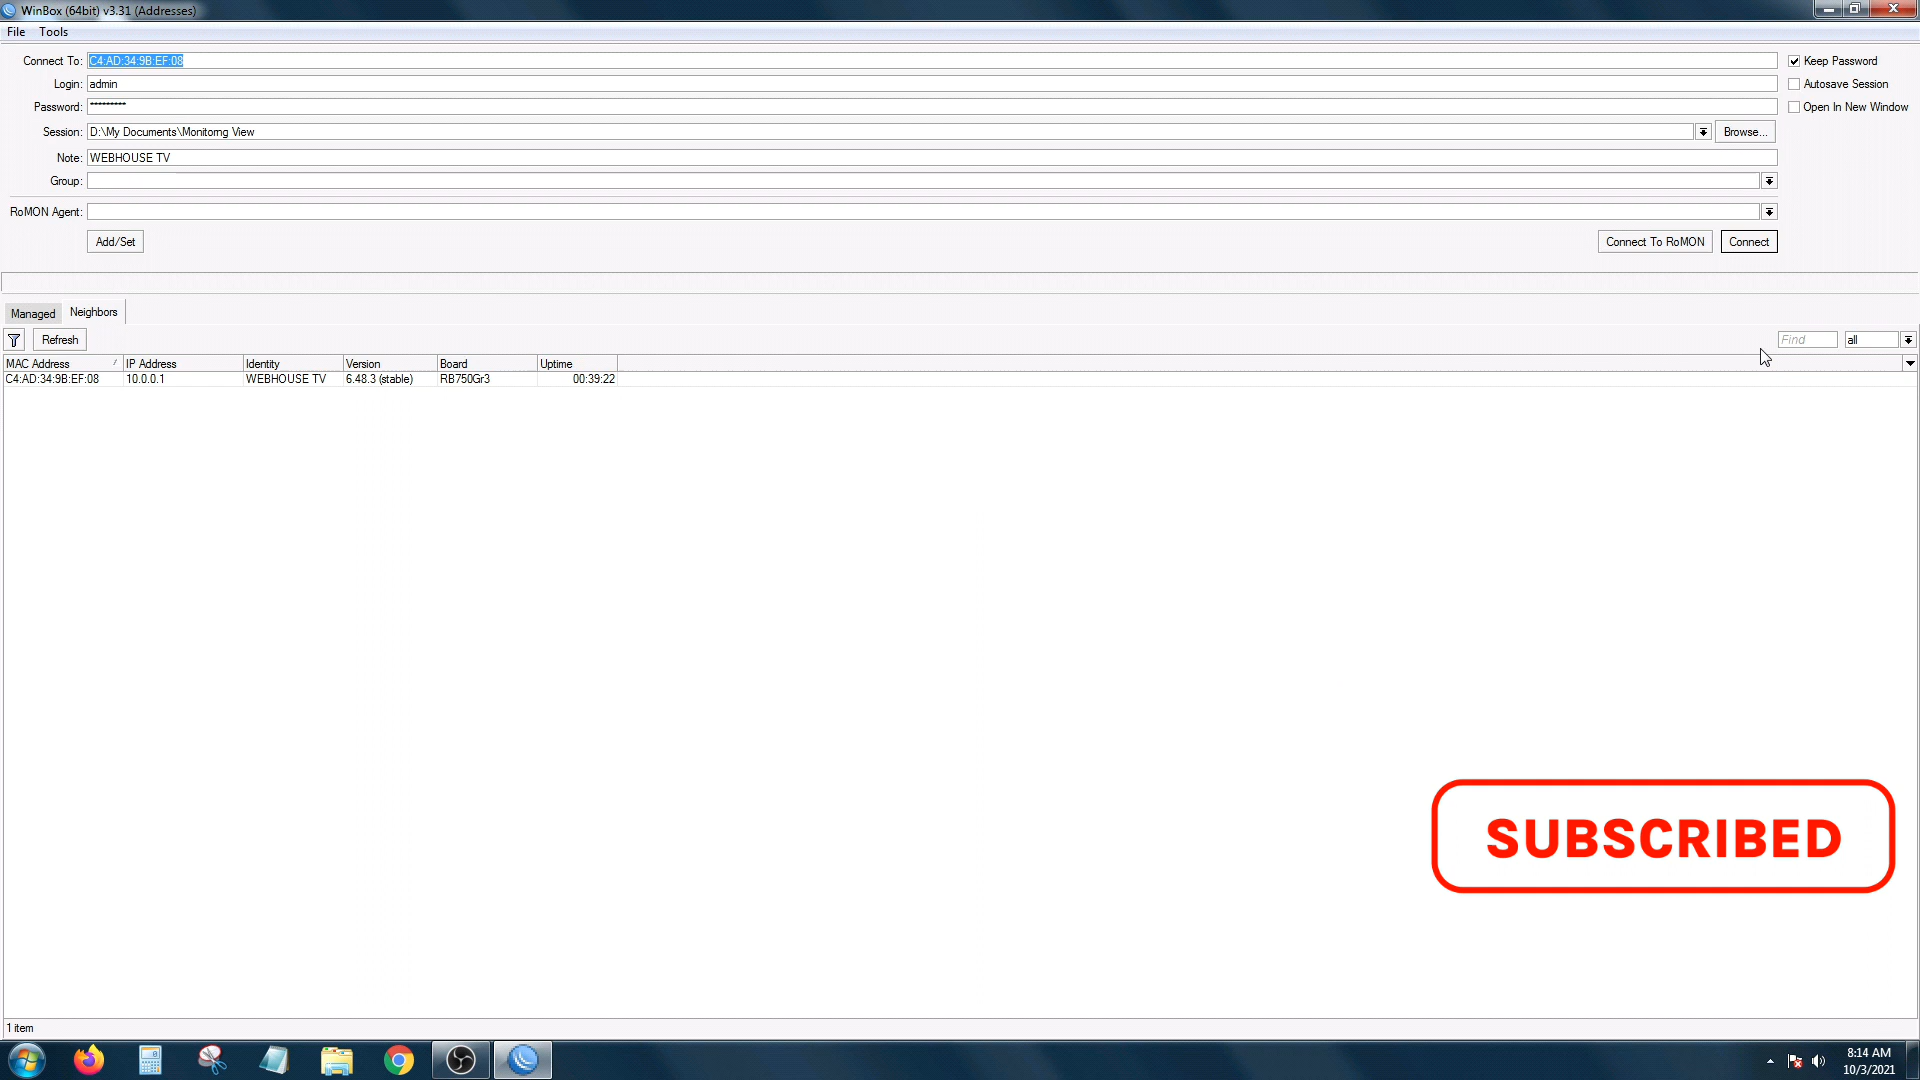 WinBox (64bit) v3.31 (Addresses)
File Tools
Connect To: C4:AD:34:9B:EF:08
Keep Password
Login: admin
Autosave Session
Password: *********
Open In New Window
Session: D:\My Documents\Monitorng View
Browse...
Note: WEBHOUSE TV
Group:
RoMON Agent:
Add/Set
Connect To RoMON
Connect
Managed Neighbors
Refresh
Find
all
MAC Address IP Address Identity Version Board Uptime
C4:AD:34:9B:EF:08 10.0.0.1 WEBHOUSE TV 6.48.3 (stable) RB750Gr3 00:39:22
SUBSCRIBED
1 item
8:14 AM
10/3/2021